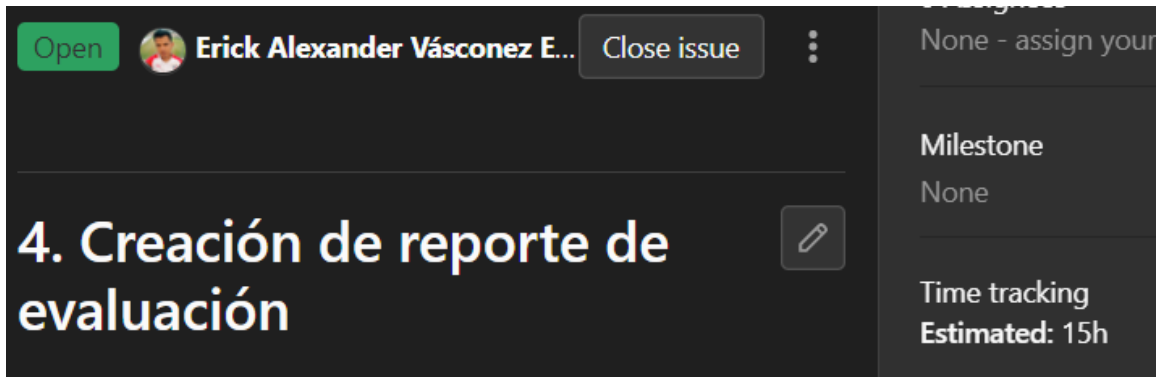 Open
Erick Alexander Vásconez E...
Close issue
4. Creación de reporte de
evaluación
None - assign your
Milestone
None
Time tracking
Estimated: 15h